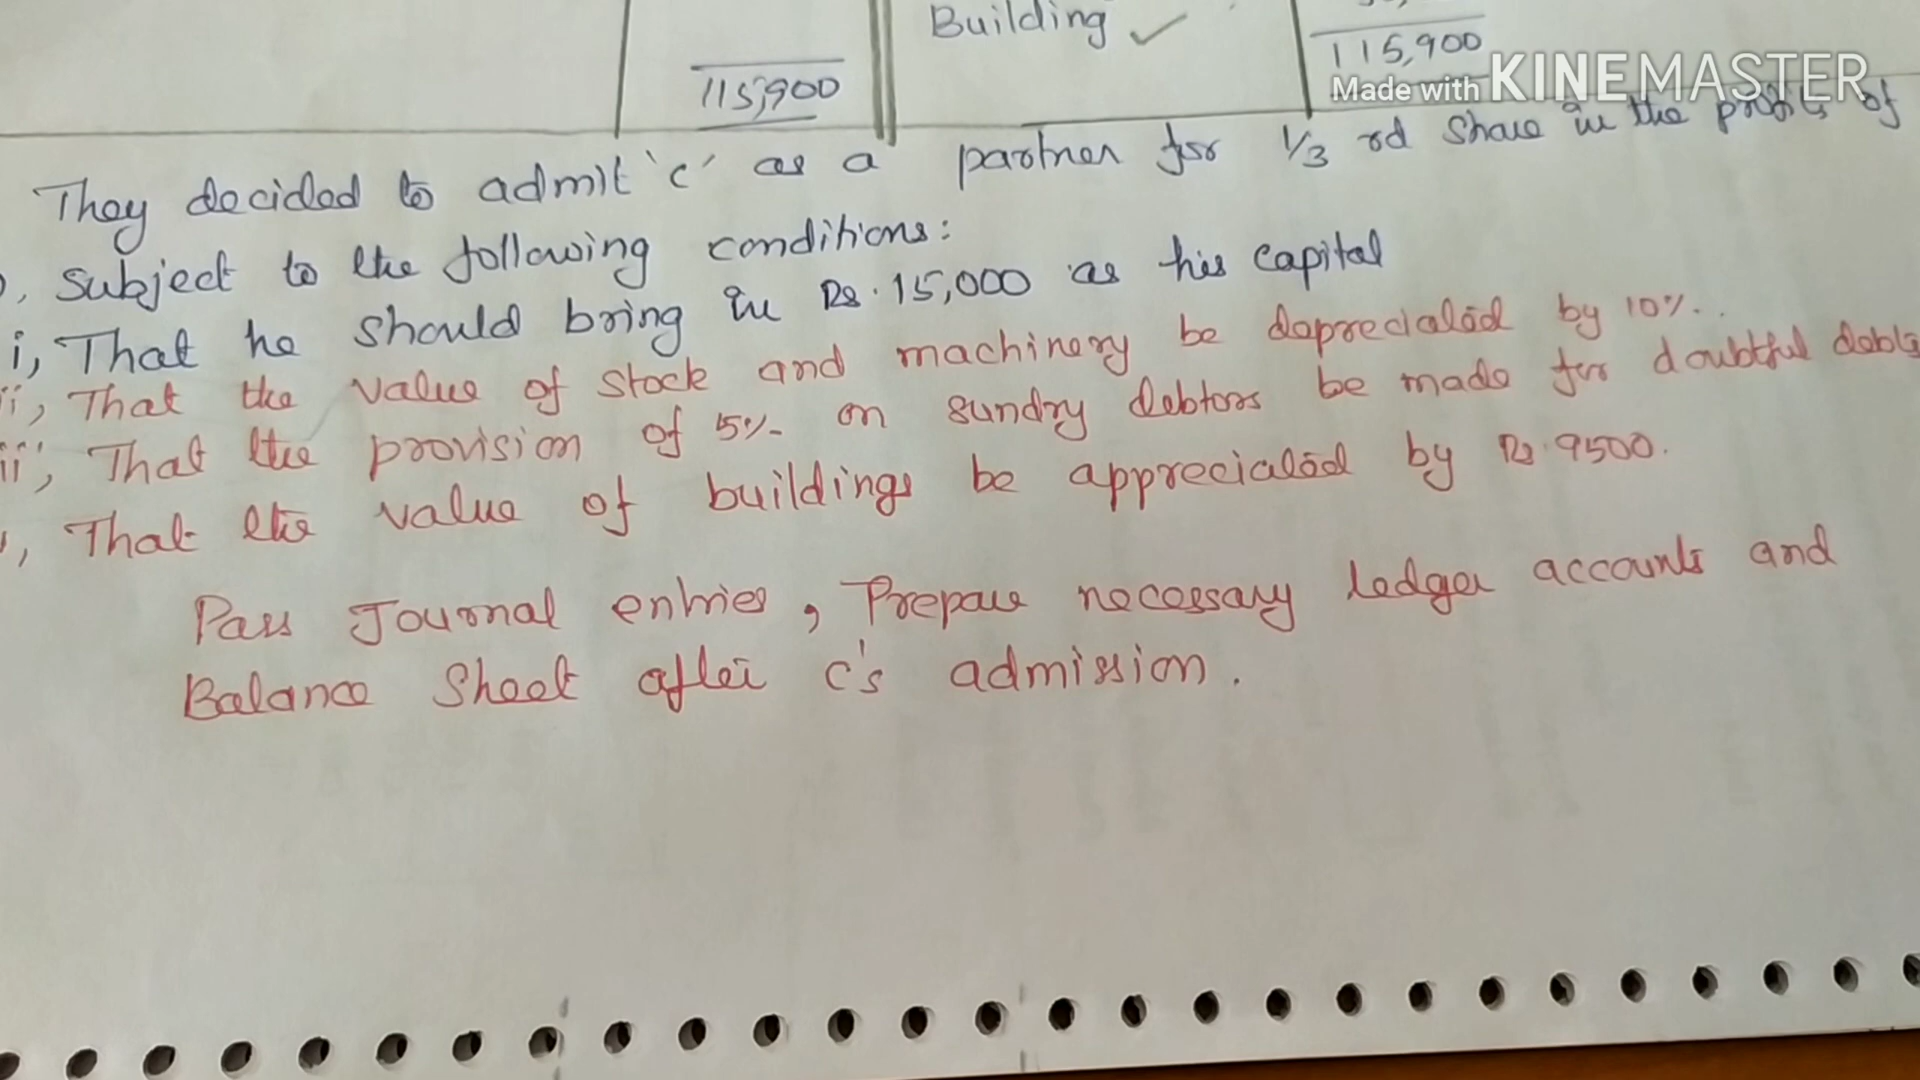 Building ✓
115,900
115,900
Made with KINEMASTER
They decided to admit 'c' as a partner for 1/3 rd share in the profits of
, subject to the following conditions:
i, That he should bring in Rs. 15,000 as his capital
ii, That the value of stock and machinery be depreciated by 10%.
ii, That the provision of 5% on sundry debtors be made for doubtful debts
, That the value of buildings be appreciated by Rs. 9500.
Pass Journal entries, Prepare necessary ledger accounts and
Balance Sheet after c's admission.